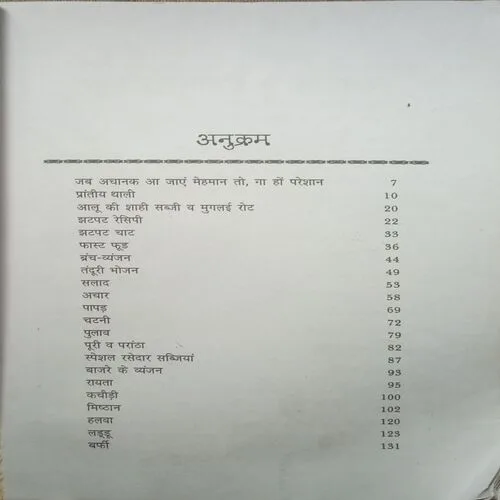 अनुक्रम
जब अचानक आ जाएं मेहमान तो, ना हों परेशान 7
प्रांतीय थाली 10
आलू की शाही सब्जी व मुगलई रोट 20
झटपट रेसिपी 22
झटपट चाट 33
फास्ट फूड 36
ब्रंच-व्यंजन 44
तंदूरी भोजन 49
सलाद 53
अचार 58
पापड़ 69
चटनी 72
पुलाव 79
पूरी व परांठा 82
स्पेशल रसेदार सब्जियां 87
बाजरे के व्यंजन 93
रायता 95
कचौड़ी 100
मिष्ठान 102
हलवा 120
लड्डू 123
बर्फी 131